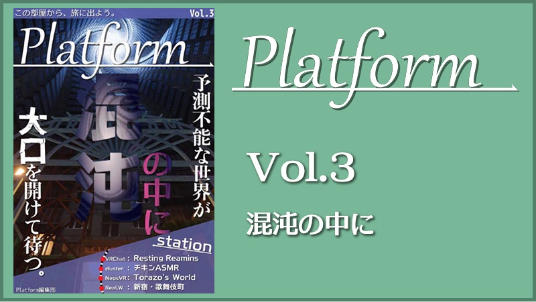 この部屋から、旅に出よう。
Vol.3
Platform
混沌
の中に
予測不能な世界が
大口を開けて待つ。
station
VRChat: Resting Reamins
cluster: チキンASMR
NeosVR: Torazo's World
RealLW: 新宿・歌舞伎町
Platform編集部
Platform
Vol.3
混沌の中に